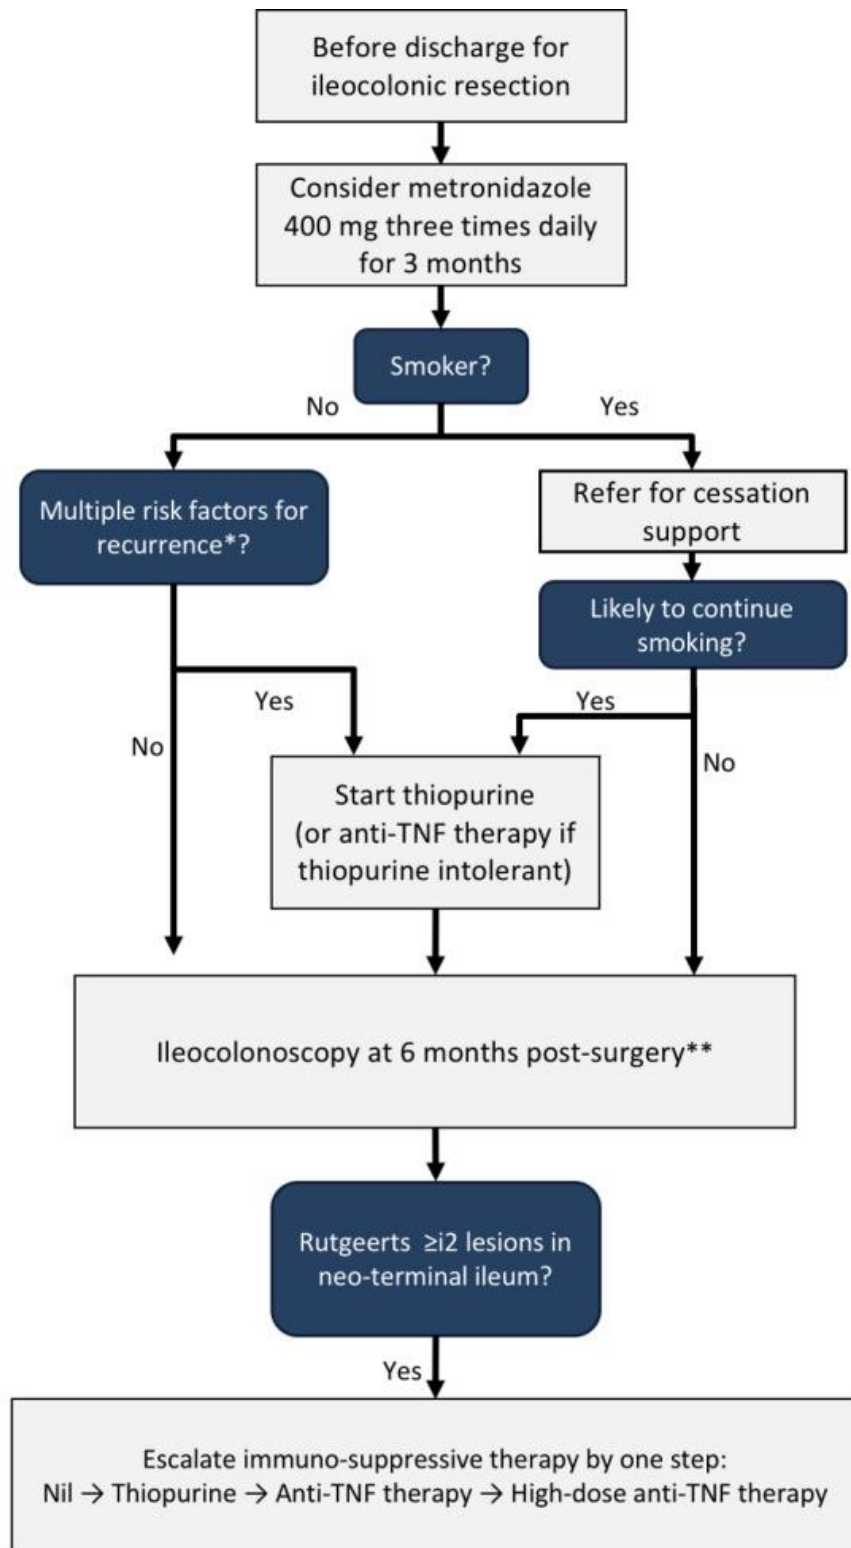 Before discharge for
ileocolonic resection
Consider metronidazole
400 mg three times daily
for 3 months
Smoker?
No
Yes
Multiple risk factors for
recurrence*?
Refer for cessation
support
Likely to continue
smoking?
Yes
Yes
No
No
Start thiopurine
(or anti-TNF therapy if
thiopurine intolerant)
Ileocolonoscopy at 6 months post-surgery**
Rutgeerts ≥i2 lesions in
neo-terminal ileum?
Yes
Escalate immuno-suppressive therapy by one step:
Nil → Thiopurine → Anti-TNF therapy → High-dose anti-TNF therapy